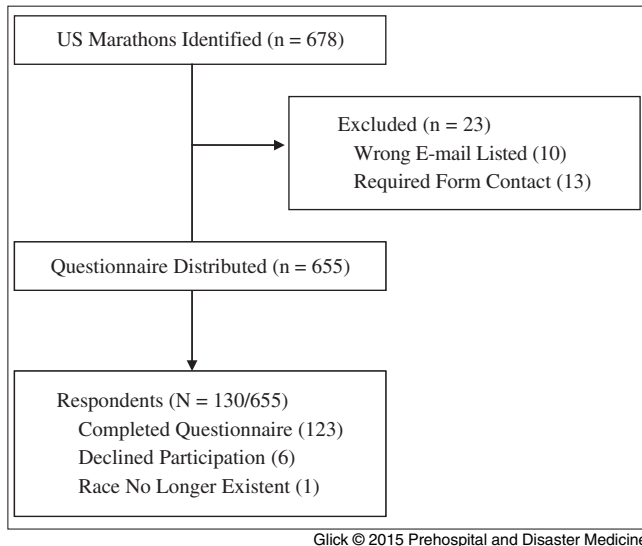 US Marathons Identified (n = 678)
Excluded (n = 23)
Wrong E-mail Listed (10)
Required Form Contact (13)
Questionnaire Distributed (n = 655)
Respondents (N = 130/655)
Completed Questionnaire (123)
Declined Participation (6)
Race No Longer Existent (1)
Glick © 2015 Prehospital and Disaster Medicine